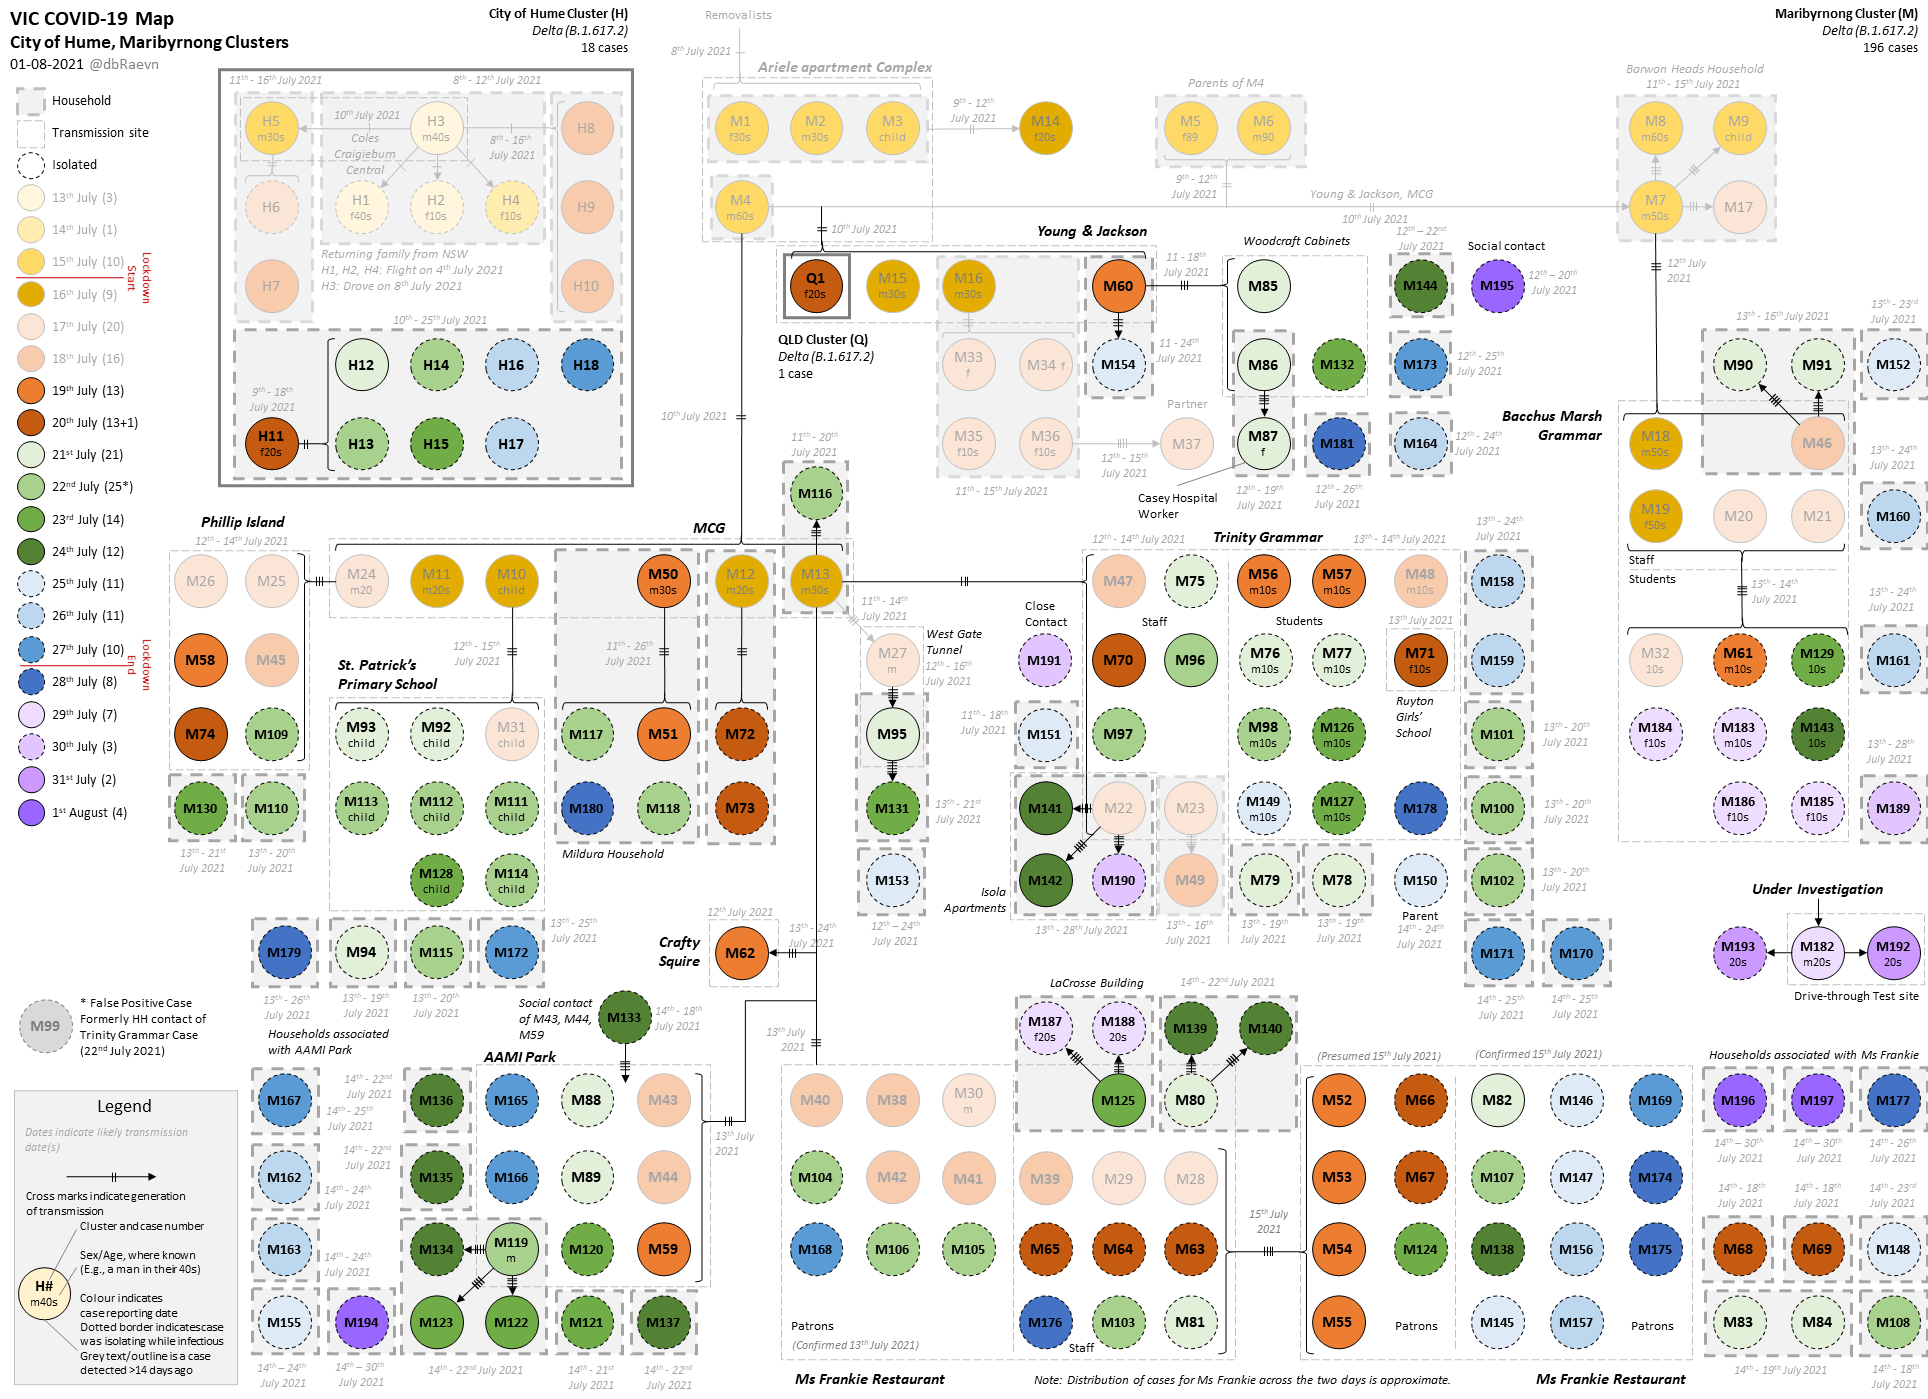 VIC COVID-19 Map
City of Hume, Maribyrnong Clusters
01-08-2021 @dbRaevn
City of Hume Cluster (H)
Delta (B.1.617.2)
18 cases
Maribyrnong Cluster (M)
Delta (B.1.617.2)
196 cases
Household
Transmission site
Isolated
13th July (3)
14th July (1)
15th July (10)
Lockdown Start
16th July (9)
17th July (20)
18th July (16)
19th July (13)
20th July (13+1)
21st July (21)
22nd July (25*)
23rd July (14)
24th July (12)
25th July (11)
26th July (11)
27th July (10)
Lockdown End
28th July (8)
29th July (7)
30th July (3)
31st July (2)
1st August (4)
11th - 16th July 2021
8th - 12th July 2021
H5
m30s
10th July 2021
Coles
Craigieburn
Central
H3
m40s
8th - 16th
July 2021
H8
H6
H1
f40s
H2
f10s
H4
f10s
H9
H7
Returning family from NSW
H1, H2, H4: Flight on 4th July 2021
H3: Drove on 8th July 2021
H10
10th - 25th July 2021
9th - 18th
July 2021
H11
f20s
H12
H14
H16
H18
H13
H15
H17
Removalists
8th July 2021
Ariele apartment Complex
M1
f30s
M2
m30s
M3
child
9th - 12th
July 2021
M14
f20s
M4
m60s
Parents of M4
M5
f89
M6
m90
9th - 12th
July 2021
Young & Jackson, MCG
10th July 2021
Barwon Heads Household
11th - 15th July 2021
M8
m60s
M9
child
M7
m50s
M17
12th July
2021
10th July 2021
Young & Jackson
Q1
f20s
M15
m30s
M16
m30s
M60
QLD Cluster (Q)
Delta (B.1.617.2)
1 case
M33
f
M34 f
M35
f10s
M36
f10s
11th - 15th July 2021
12th - 15th
July 2021
Partner
M37
11 - 18th
July 2021
M154
11 - 24th
July 2021
Woodcraft Cabinets
M85
M86
M132
M87
f
Casey Hospital
Worker
12th - 19th
July 2021
M181
12th - 26th
July 2021
12th - 22nd
July 2021
M144
M173
12th - 25th
July 2021
M164
12th - 24th
July 2021
Social contact
M195
12th - 20th
July 2021
13th - 16th July 2021
M90
M91
M46
Bacchus Marsh
Grammar
M18
m50s
M19
f50s
M20
M21
Staff
Students
13th - 14th
July 2021
M32
10s
M61
m10s
M129
10s
M184
f10s
M183
m10s
M143
10s
M186
f10s
M185
f10s
13th - 23rd
July 2021
M152
13th - 24th
July 2021
M160
13th - 24th
July 2021
M161
13th - 28th
July 2021
M189
10th July 2021
MCG
M24
m20
M11
m20s
M10
child
M50
m30s
M12
m20s
M13
m30s
11th - 20th
July 2021
M116
Phillip Island
12th - 14th July 2021
M26
M25
M58
M45
M74
M109
M130
13th - 21st
July 2021
M110
13th - 20th
July 2021
St. Patrick's
Primary School
12th - 15th
July 2021
M93
child
M92
child
M31
child
M113
child
M112
child
M111
child
M128
child
M114
child
M179
13th - 26th
July 2021
M94
13th - 19th
July 2021
M115
13th - 20th
July 2021
M172
13th - 25th
July 2021
11th - 26th
July 2021
M117
M51
M180
M118
Mildura Household
M72
M73
11th - 14th
July 2021
M27
m
West Gate
Tunnel
12th - 16th
July 2021
M95
M131
13th - 21st
July 2021
M153
12th - 24th
July 2021
Trinity Grammar
12th - 14th July 2021
13th - 14th July 2021
M47
M75
Staff
M70
M96
M97
M22
M23
Close
Contact
M191
11th - 18th
July 2021
M151
M141
M142
M190
M49
Isola
Apartments
13th - 28th July 2021
13th - 16th
July 2021
M56
m10s
M57
m10s
M48
m10s
Students
13th July 2021
M76
m10s
M77
m10s
M71
f10s
Ruyton
Girls'
School
M98
m10s
M126
m10s
M149
m10s
M127
m10s
M178
M79
13th - 19th
July 2021
M78
13th - 19th
July 2021
M150
Parent
14th - 24th
July 2021
13th - 24th
July 2021
M158
M159
M101
13th - 20th
July 2021
M100
13th - 20th
July 2021
M102
13th - 20th
July 2021
M171
14th - 25th
July 2021
M170
14th - 25th
July 2021
Under Investigation
M193
20s
M182
m20s
M192
20s
Drive-through Test site
12th July 2021
Crafty
Squire
M62
13th - 24th
July 2021
M99
* False Positive Case
Formerly HH contact of
Trinity Grammar Case
(22nd July 2021)
Legend
Dates indicate likely transmission
date(s)
Cross marks indicate generation
of transmission
Cluster and case number
Sex/Age, where known
(E.g., a man in their 40s)
H#
m40s
Colour indicates
case reporting date
Dotted border indicates case
was isolating while infectious
Grey text/outline is a case
detected >14 days ago
Households associated
with AAMI Park
M167
14th - 22nd
July 2021
14th - 25th
July 2021
M162
14th - 22nd
July 2021
14th - 24th
July 2021
M163
14th - 24th
July 2021
M155
14th - 24th
July 2021
M194
14th - 30th
July 2021
M136
M135
Social contact
of M43, M44,
M59
M133
14th - 18th
July 2021
AAMI Park
M165
M88
M43
M166
M89
M44
M134
M119
m
M120
M59
M123
M122
14th - 22nd July 2021
M121
14th - 21st
July 2021
M137
14th - 22nd
July 2021
13th July
2021
13th July
2021
M40
M38
M30
m
M104
M42
M41
M168
M106
M105
Patrons
(Confirmed 13th July 2021)
LaCrosse Building
M187
f20s
M188
20s
M125
14th - 22nd July 2021
M139
M140
M80
M39
M29
M28
M65
M64
M63
M176
M103
M81
Staff
Ms Frankie Restaurant
15th July
2021
(Presumed 15th July 2021)
(Confirmed 15th July 2021)
M52
M66
M82
M146
M169
M53
M67
M107
M147
M174
M54
M124
M138
M156
M175
M55
Patrons
M145
M157
Patrons
Note: Distribution of cases for Ms Frankie across the two days is approximate.
Ms Frankie Restaurant
Households associated with Ms Frankie
M196
M197
M177
14th - 30th
July 2021
14th - 30th
July 2021
14th - 26th
July 2021
14th - 18th
July 2021
14th - 18th
July 2021
14th - 23rd
July 2021
M68
M69
M148
M83
M84
M108
14th - 19th July 2021
14th - 18th
July 2021